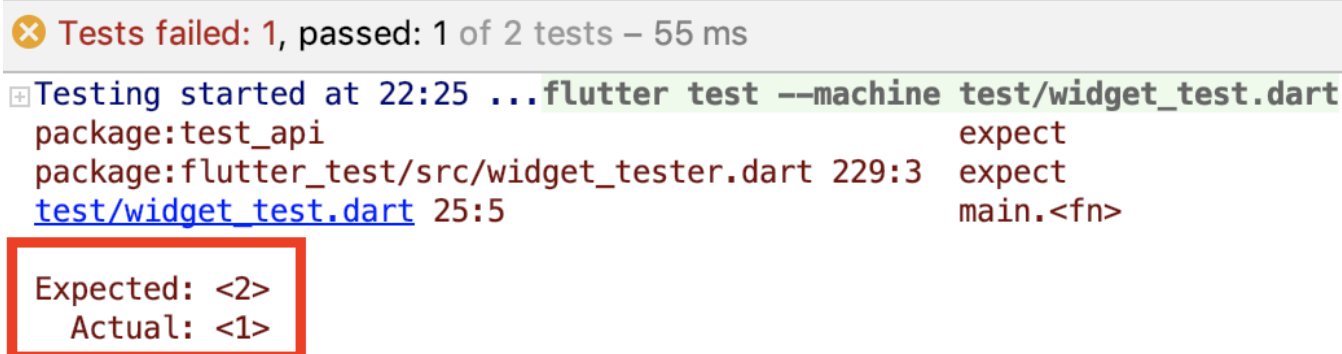 Tests failed: 1, passed: 1 of 2 tests – 55 ms
Testing started at 22:25 ...flutter test --machine test/widget_test.dart
package:test_api expect
package:flutter_test/src/widget_tester.dart 229:3 expect
test/widget_test.dart 25:5 main.<fn>
Expected: <2>
Actual: <1>